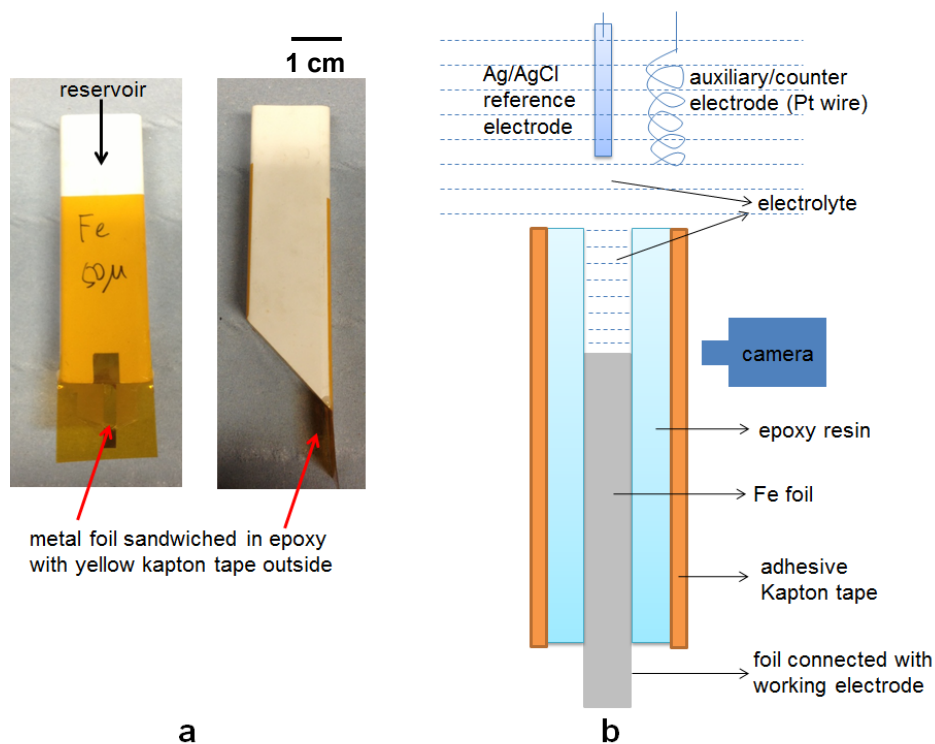 1 cm
reservoir
Fe
50μ
metal foil sandwiched in epoxy
with yellow kapton tape outside
a
Ag/AgCl
reference
electrode
auxiliary/counter
electrode (Pt wire)
electrolyte
camera
epoxy resin
Fe foil
adhesive
Kapton tape
foil connected with
working electrode
b